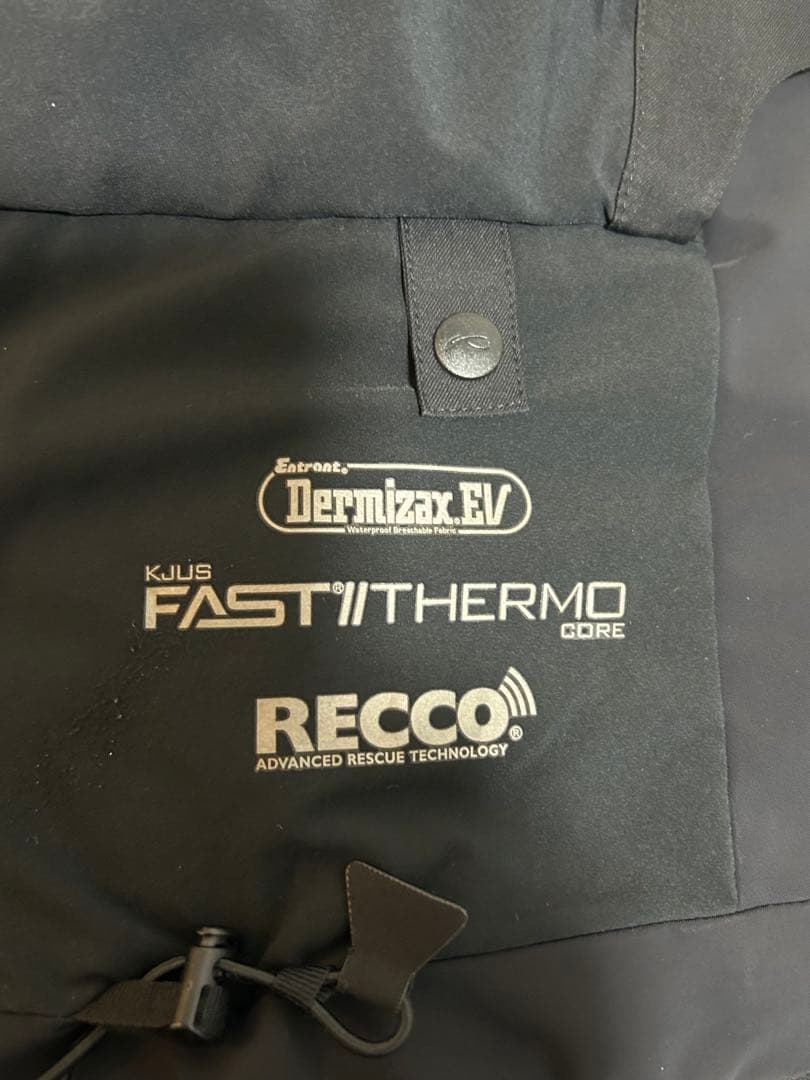 Entrant®
Dermizax®EV
Waterproof Breathable Fabric
KJUS
FAST®//THERMO
CORE
RECCO®
ADVANCED RESCUE TECHNOLOGY